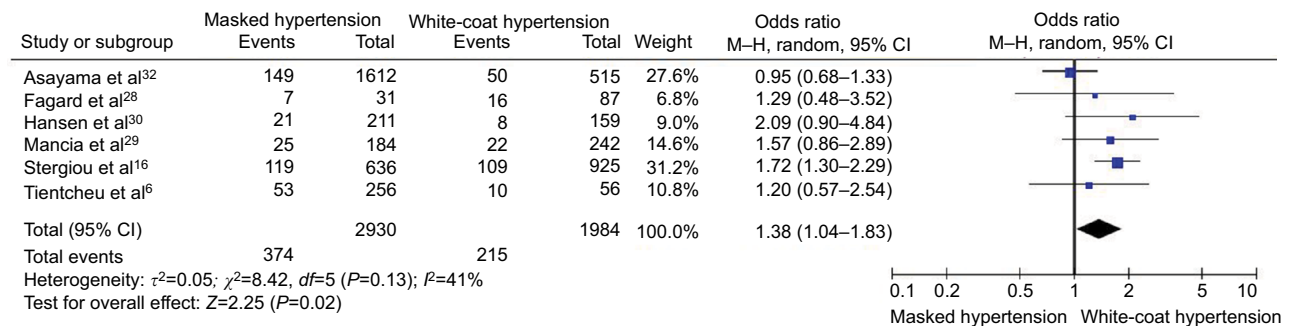 Masked hypertension White-coat hypertension Odds ratio Odds ratio
Study or subgroup Events Total Events Total Weight M–H, random, 95% CI M–H, random, 95% CI
Asayama et al³² 149 1612 50 515 27.6% 0.95 (0.68–1.33)
Fagard et al²⁸ 7 31 16 87 6.8% 1.29 (0.48–3.52)
Hansen et al³⁰ 21 211 8 159 9.0% 2.09 (0.90–4.84)
Mancia et al²⁹ 25 184 22 242 14.6% 1.57 (0.86–2.89)
Stergiou et al¹⁶ 119 636 109 925 31.2% 1.72 (1.30–2.29)
Tientcheu et al⁶ 53 256 10 56 10.8% 1.20 (0.57–2.54)
Total (95% CI) 2930 1984 100.0% 1.38 (1.04–1.83)
Total events 374 215
Heterogeneity: τ²=0.05; χ²=8.42, df=5 (P=0.13); I²=41%
Test for overall effect: Z=2.25 (P=0.02)
0.1 0.2 0.5 1 2 5 10
Masked hypertension White-coat hypertension